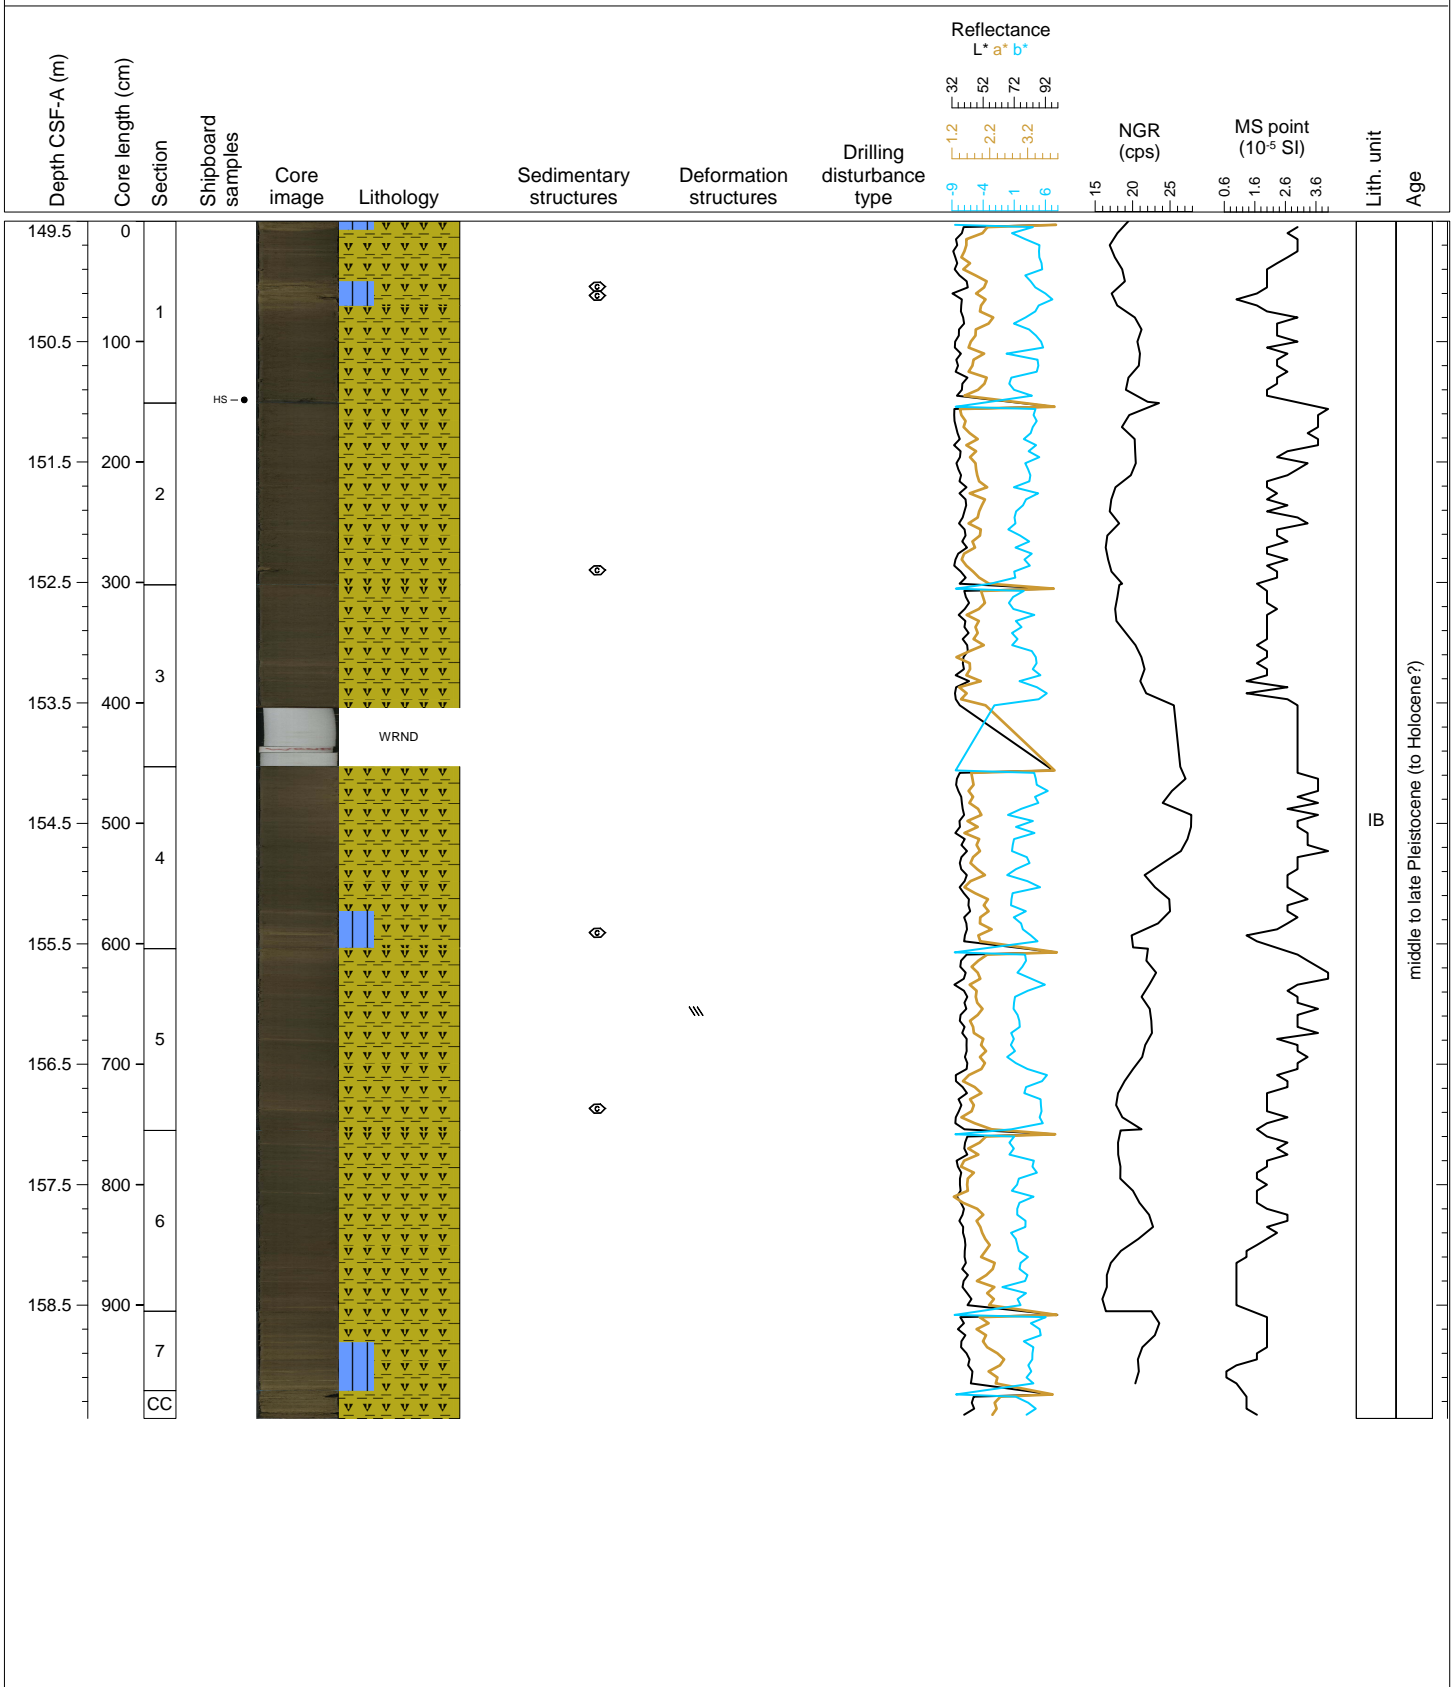 Reflectance
L* a* b*
32 52 72 92
1.2 2.2 3.2
-9 -4 1 6
Depth CSF-A (m)
Core length (cm)
Section
Shipboard
samples
Core
image
Lithology
Sedimentary
structures
Deformation
structures
Drilling
disturbance
type
NGR
(cps)
15 20 25
MS point
(10-5 SI)
0.6 1.6 2.6 3.6
Lith. unit
Age
149.5 0
1
150.5 100
HS
151.5 200
2
152.5 300
3
153.5 400
WRND
154.5 500
IB
4
155.5 600
5
156.5 700
157.5 800
6
158.5 900
7
CC
middle to late Pleistocene (to Holocene?)
c
c
c
c
c